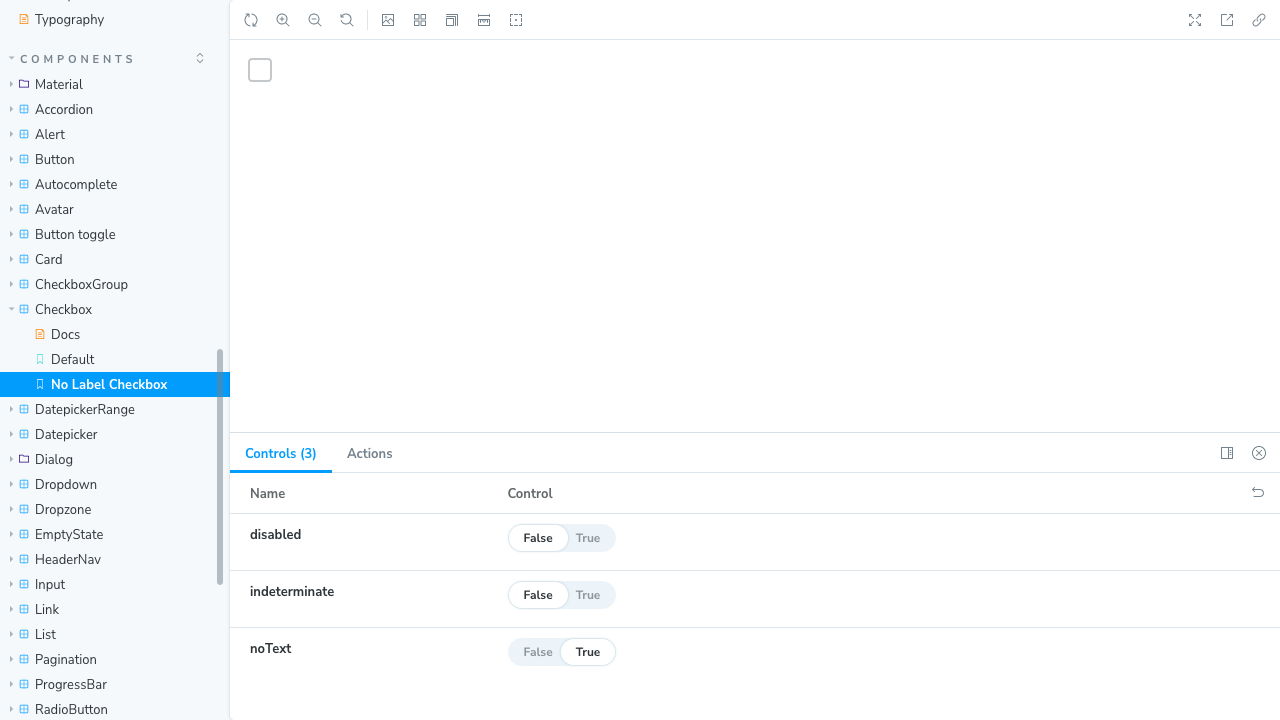 Typography
COMPONENTS
Material
Accordion
Alert
Button
Autocomplete
Avatar
Button toggle
Card
CheckboxGroup
Checkbox
Docs
Default
No Label Checkbox
DatepickerRange
Datepicker
Dialog
Dropdown
Dropzone
EmptyState
HeaderNav
Input
Link
List
Pagination
ProgressBar
RadioButton
Controls (3) Actions
Name Control
disabled False True
indeterminate False True
noText False True